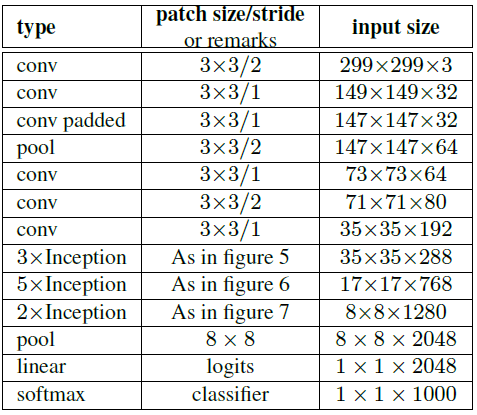 type patch size/stride or remarks input size
conv 3×3/2 299×299×3
conv 3×3/1 149×149×32
conv padded 3×3/1 147×147×32
pool 3×3/2 147×147×64
conv 3×3/1 73×73×64
conv 3×3/2 71×71×80
conv 3×3/1 35×35×192
3×Inception As in figure 5 35×35×288
5×Inception As in figure 6 17×17×768
2×Inception As in figure 7 8×8×1280
pool 8 × 8 8 × 8 × 2048
linear logits 1 × 1 × 2048
softmax classifier 1 × 1 × 1000